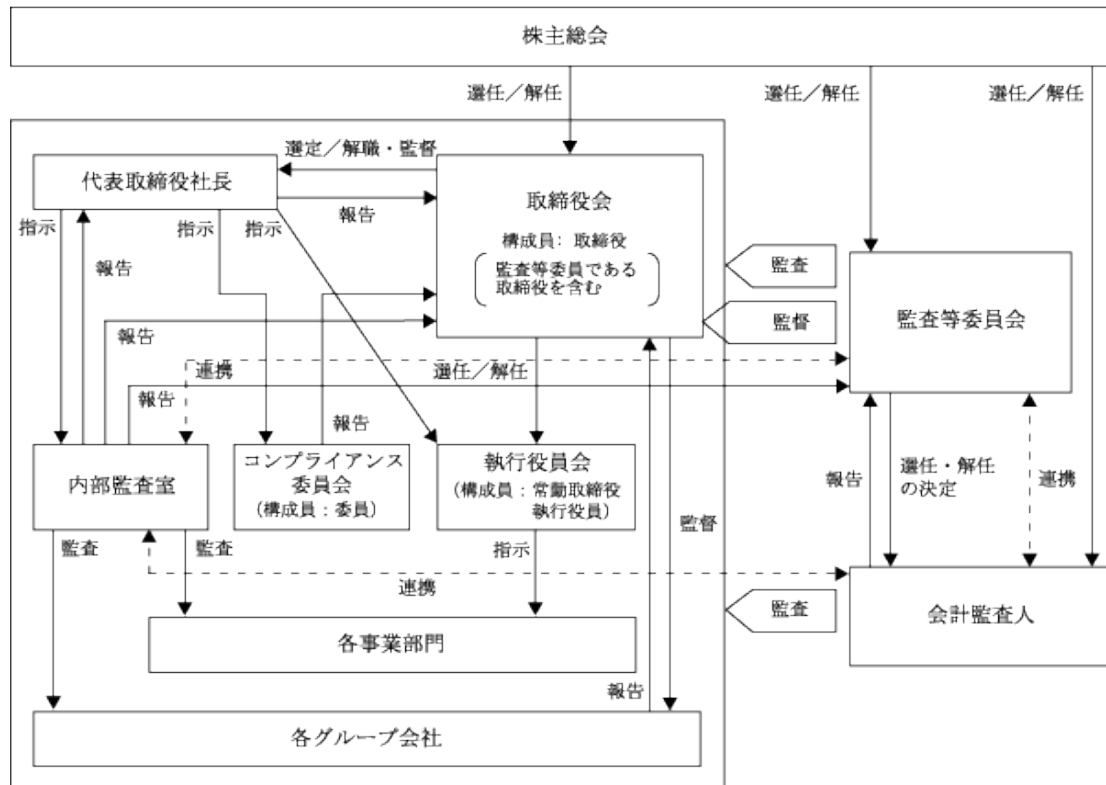 株主総会
選任／解任
選任／解任
選任／解任
選定／解職・監督
代表取締役社長
取締役会
報告
指示
指示
指示
構成員：取締役
監査等委員である
取締役を含む
監査
報告
監督
監査等委員会
報告
連携
選任／解任
報告
報告
内部監査室
コンプライアンス
委員会
（構成員：委員）
執行役員会
（構成員：常勤取締役
執行役員）
報告
選任・解任
の決定
連携
監督
監査
監査
指示
連携
監査
会計監査人
各事業部門
報告
各グループ会社